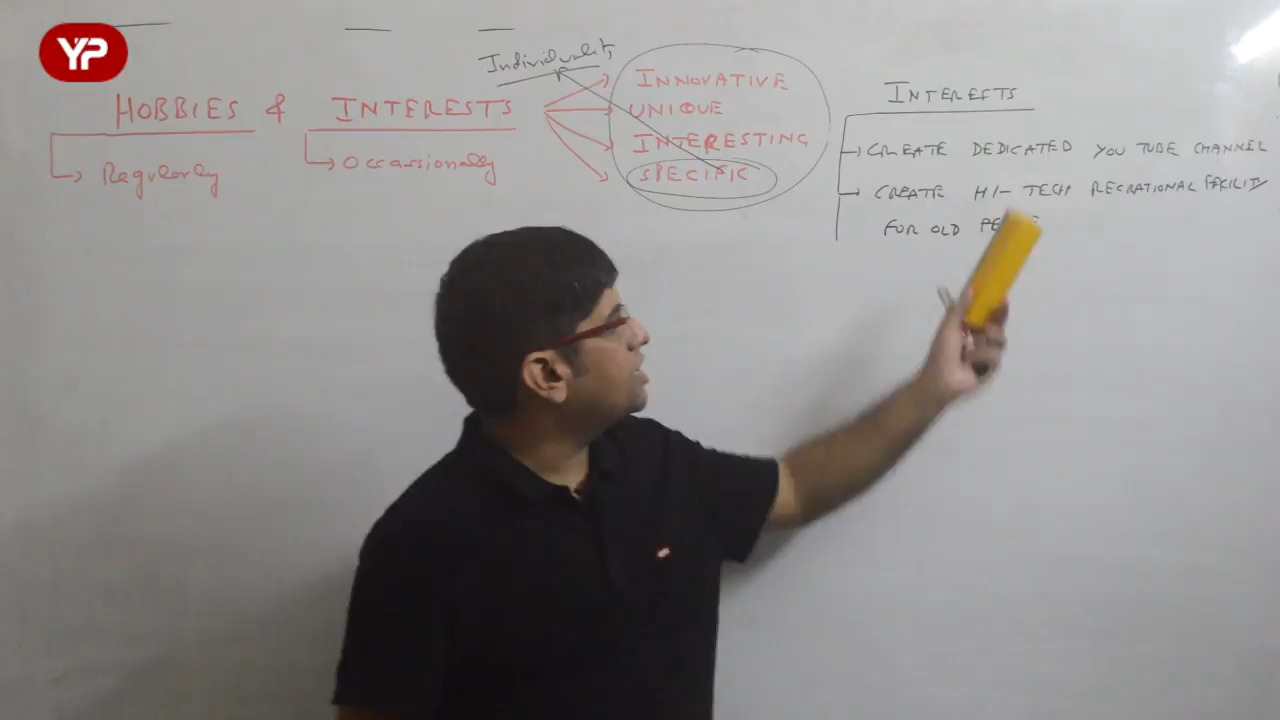 YP
Individuality
HOBBIES & INTERESTS
Regularly
Occassionally
INNOVATIVE
UNIQUE
INTERESTING
SPECIFIC
INTERESTS
CREATE DEDICATED YOU TUBE CHANNEL
CREATE HI-TECH RECRATIONAL FACILITY
FOR OLD